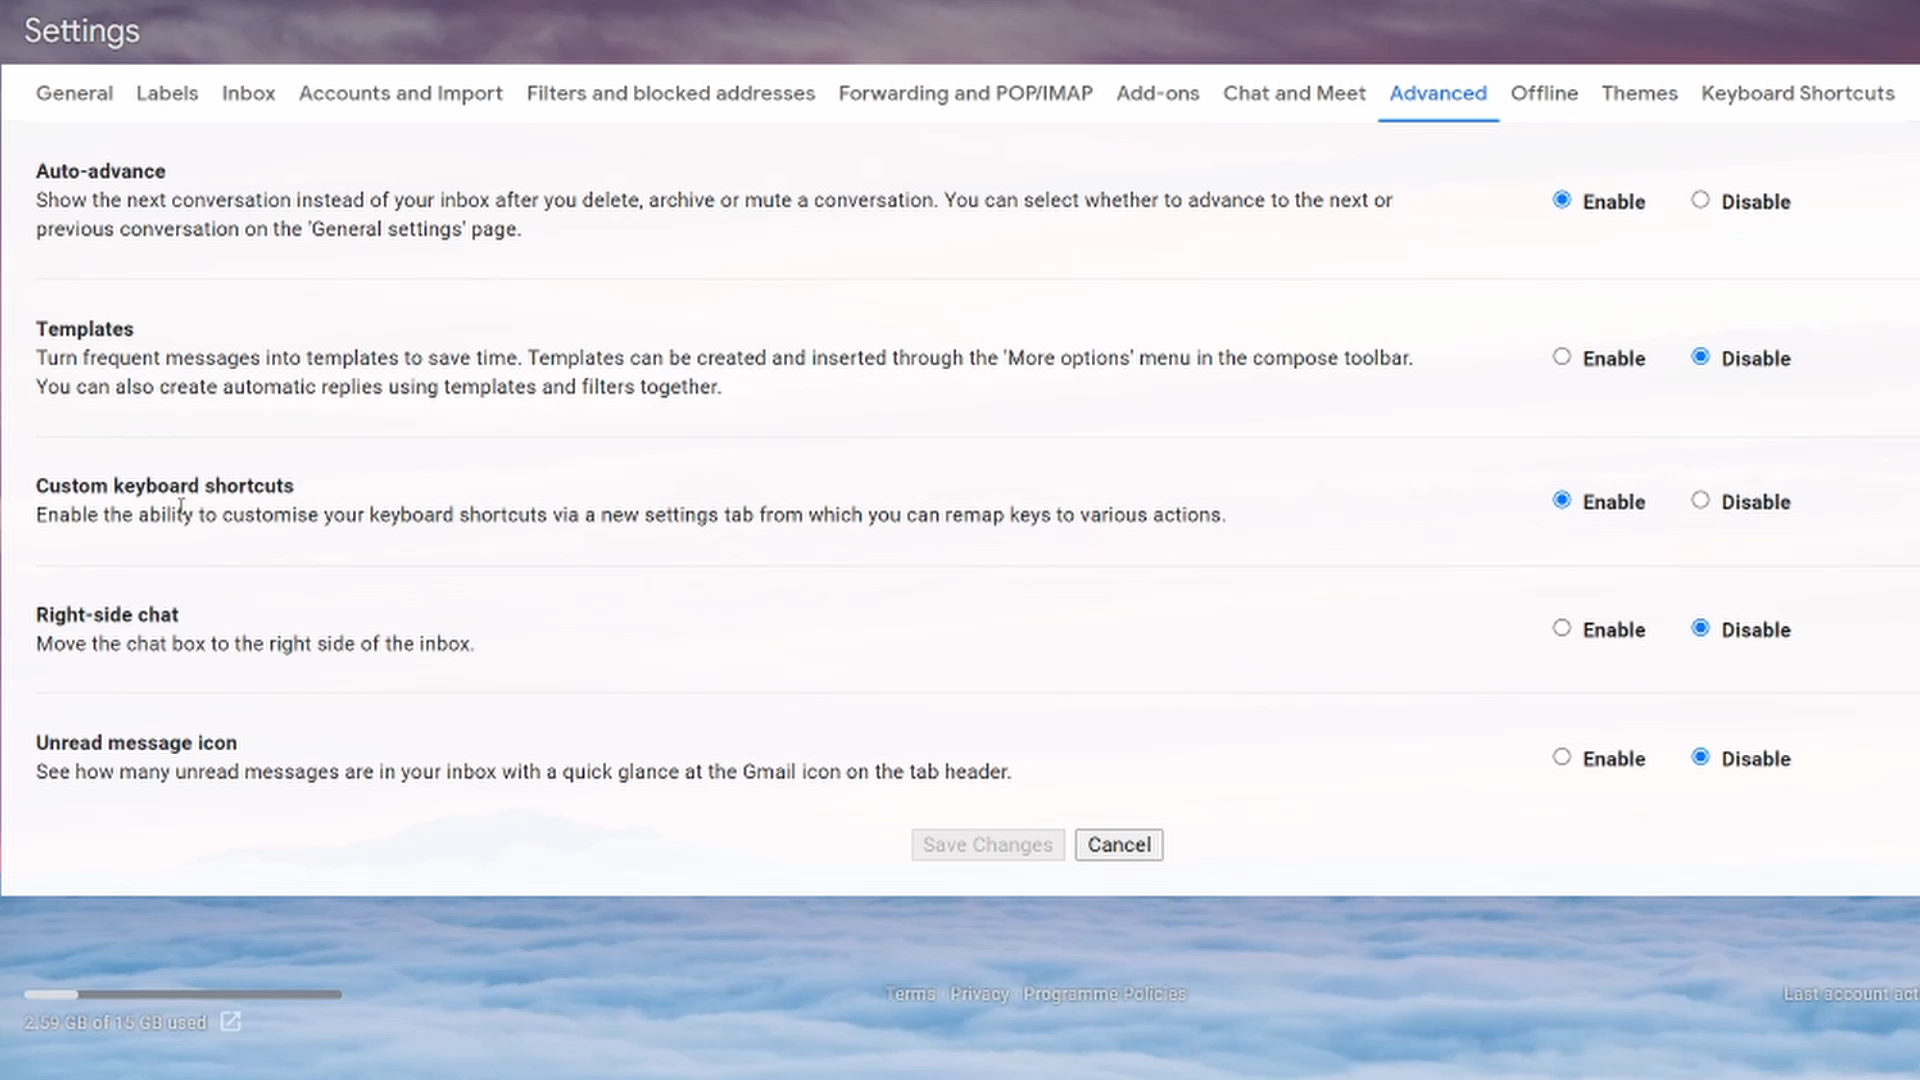 Settings
General Labels Inbox Accounts and Import Filters and blocked addresses Forwarding and POP/IMAP Add-ons Chat and Meet Advanced Offline Themes Keyboard Shortcuts
Auto-advance
Show the next conversation instead of your inbox after you delete, archive or mute a conversation. You can select whether to advance to the next or
previous conversation on the 'General settings' page.
Enable Disable
Templates
Turn frequent messages into templates to save time. Templates can be created and inserted through the 'More options' menu in the compose toolbar.
You can also create automatic replies using templates and filters together.
Enable Disable
Custom keyboard shortcuts
Enable the ability to customise your keyboard shortcuts via a new settings tab from which you can remap keys to various actions.
Enable Disable
Right-side chat
Move the chat box to the right side of the inbox.
Enable Disable
Unread message icon
See how many unread messages are in your inbox with a quick glance at the Gmail icon on the tab header.
Enable Disable
Save Changes Cancel
Terms · Privacy · Programme Policies
Last account act
2.59 GB of 15 GB used